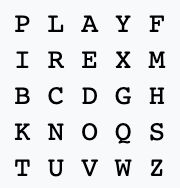 P L A Y F
I R E X M
B C D G H
K N O Q S
T U V W Z